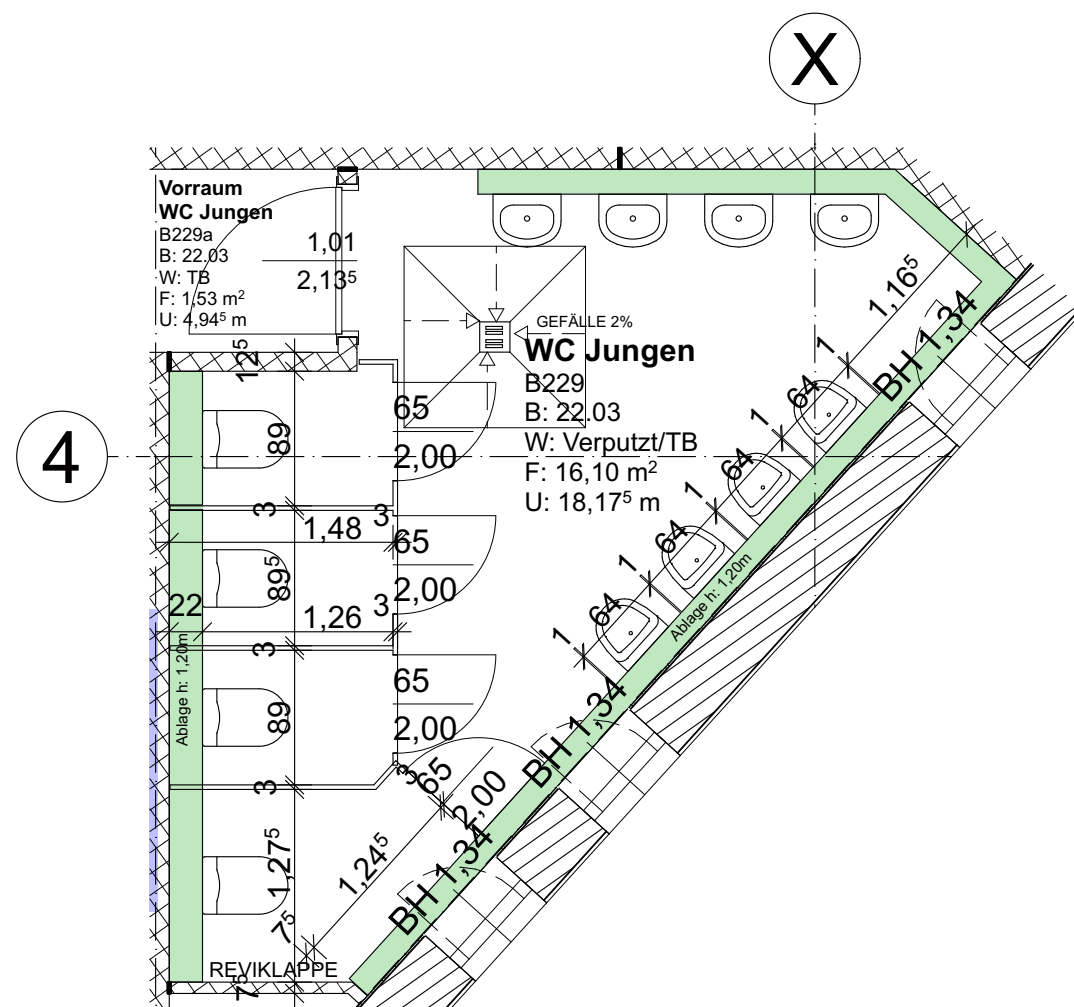 X
Vorraum
WC Jungen
B229a
B: 22.03
W: TB
F: 1,53 m²
U: 4,94⁵ m
1,01
2,13⁵
GEFÄLLE 2%
WC Jungen
B229
B: 22.03
W: Verputzt/TB
F: 16,10 m²
U: 18,17⁵ m
4
1,16⁵
BH 1,34
1
64
1
64
1
64
1
64
1
Ablage h: 1,20m
12⁵
89
65
2,00
3
1,48
3
65
2,00
89⁵
22
1,26
3
3
Ablage h: 1,20m
89
65
2,00
3
3
65
2,00
BH 1,34
1,27⁵
1,24⁵
BH 1,34
7⁵
REVIKLAPPE
7⁵